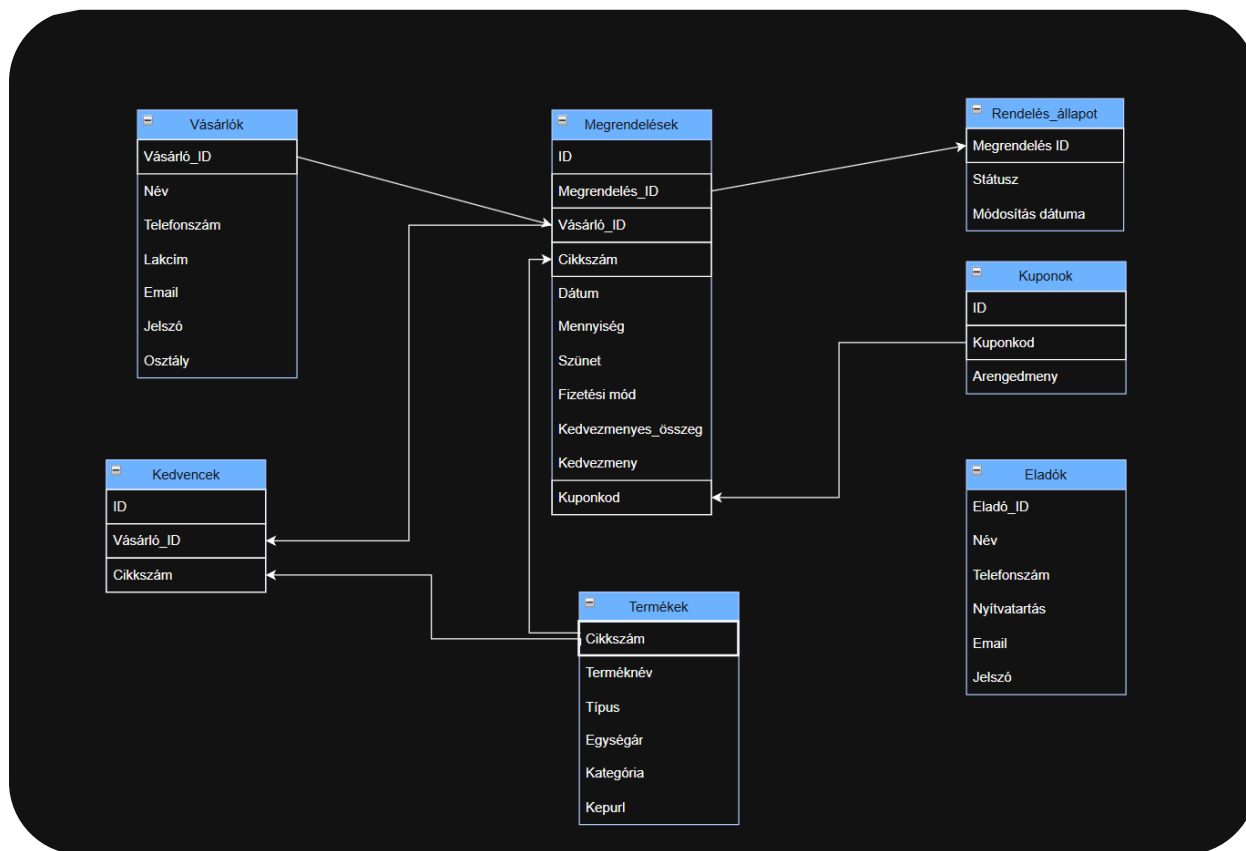 Vásárlók
Vásárló_ID
Név
Telefonszám
Lakcím
Email
Jelszó
Osztály
Megrendelések
ID
Megrendelés_ID
Vásárló_ID
Cikkszám
Dátum
Mennyiség
Szünet
Fizetési mód
Kedvezmenyes_összeg
Kedvezmeny
Kuponkod
Rendelés_állapot
Megrendelés ID
Státusz
Módosítás dátuma
Kuponok
ID
Kuponkod
Arengedmeny
Kedvencek
ID
Vásárló_ID
Cikkszám
Termékek
Cikkszám
Terméknév
Típus
Egységár
Kategória
Kepurl
Eladók
Eladó_ID
Név
Telefonszám
Nyítvatartás
Email
Jelszó